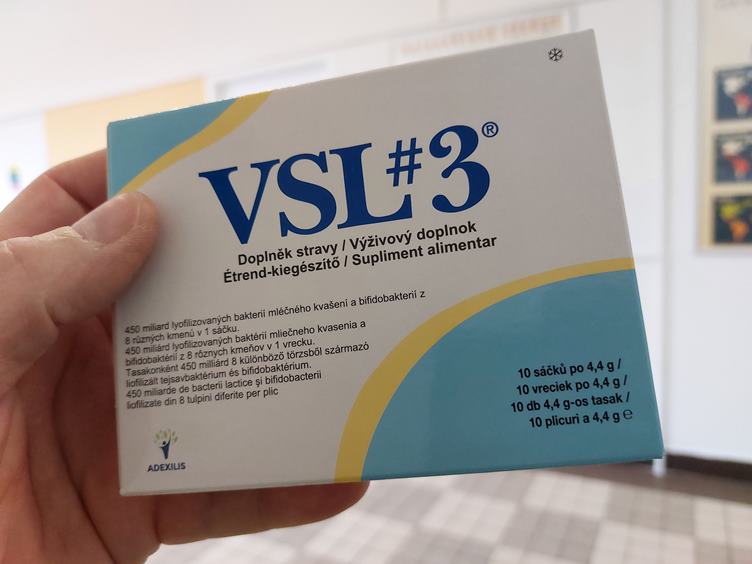 VSL#3®
Doplněk stravy / Výživový doplnok
Étrend-kiegészítő / Supliment alimentar
450 miliard lyofilizovaných bakterií mléčného kvašení a bifidobakterií z
8 různých kmenů v 1 sáčku.
450 miliárd lyofilizovaných baktérií mliečneho kvasenia a
bifidobaktérií z 8 rôznych kmeňov v 1 vrecku.
Tasakonként 450 milliárd 8 különböző törzsből származó
liofilizált tejsavbaktérium és bifidobaktérium.
450 miliarde de bacterii lactice şi bifidobacterii
liofilizate din 8 tulpini diferite per plic
10 sáčků po 4,4 g /
10 vreciek po 4,4 g /
10 db 4,4 g-os tasak /
10 plicuri a 4,4 g ℮
ADEXILIS